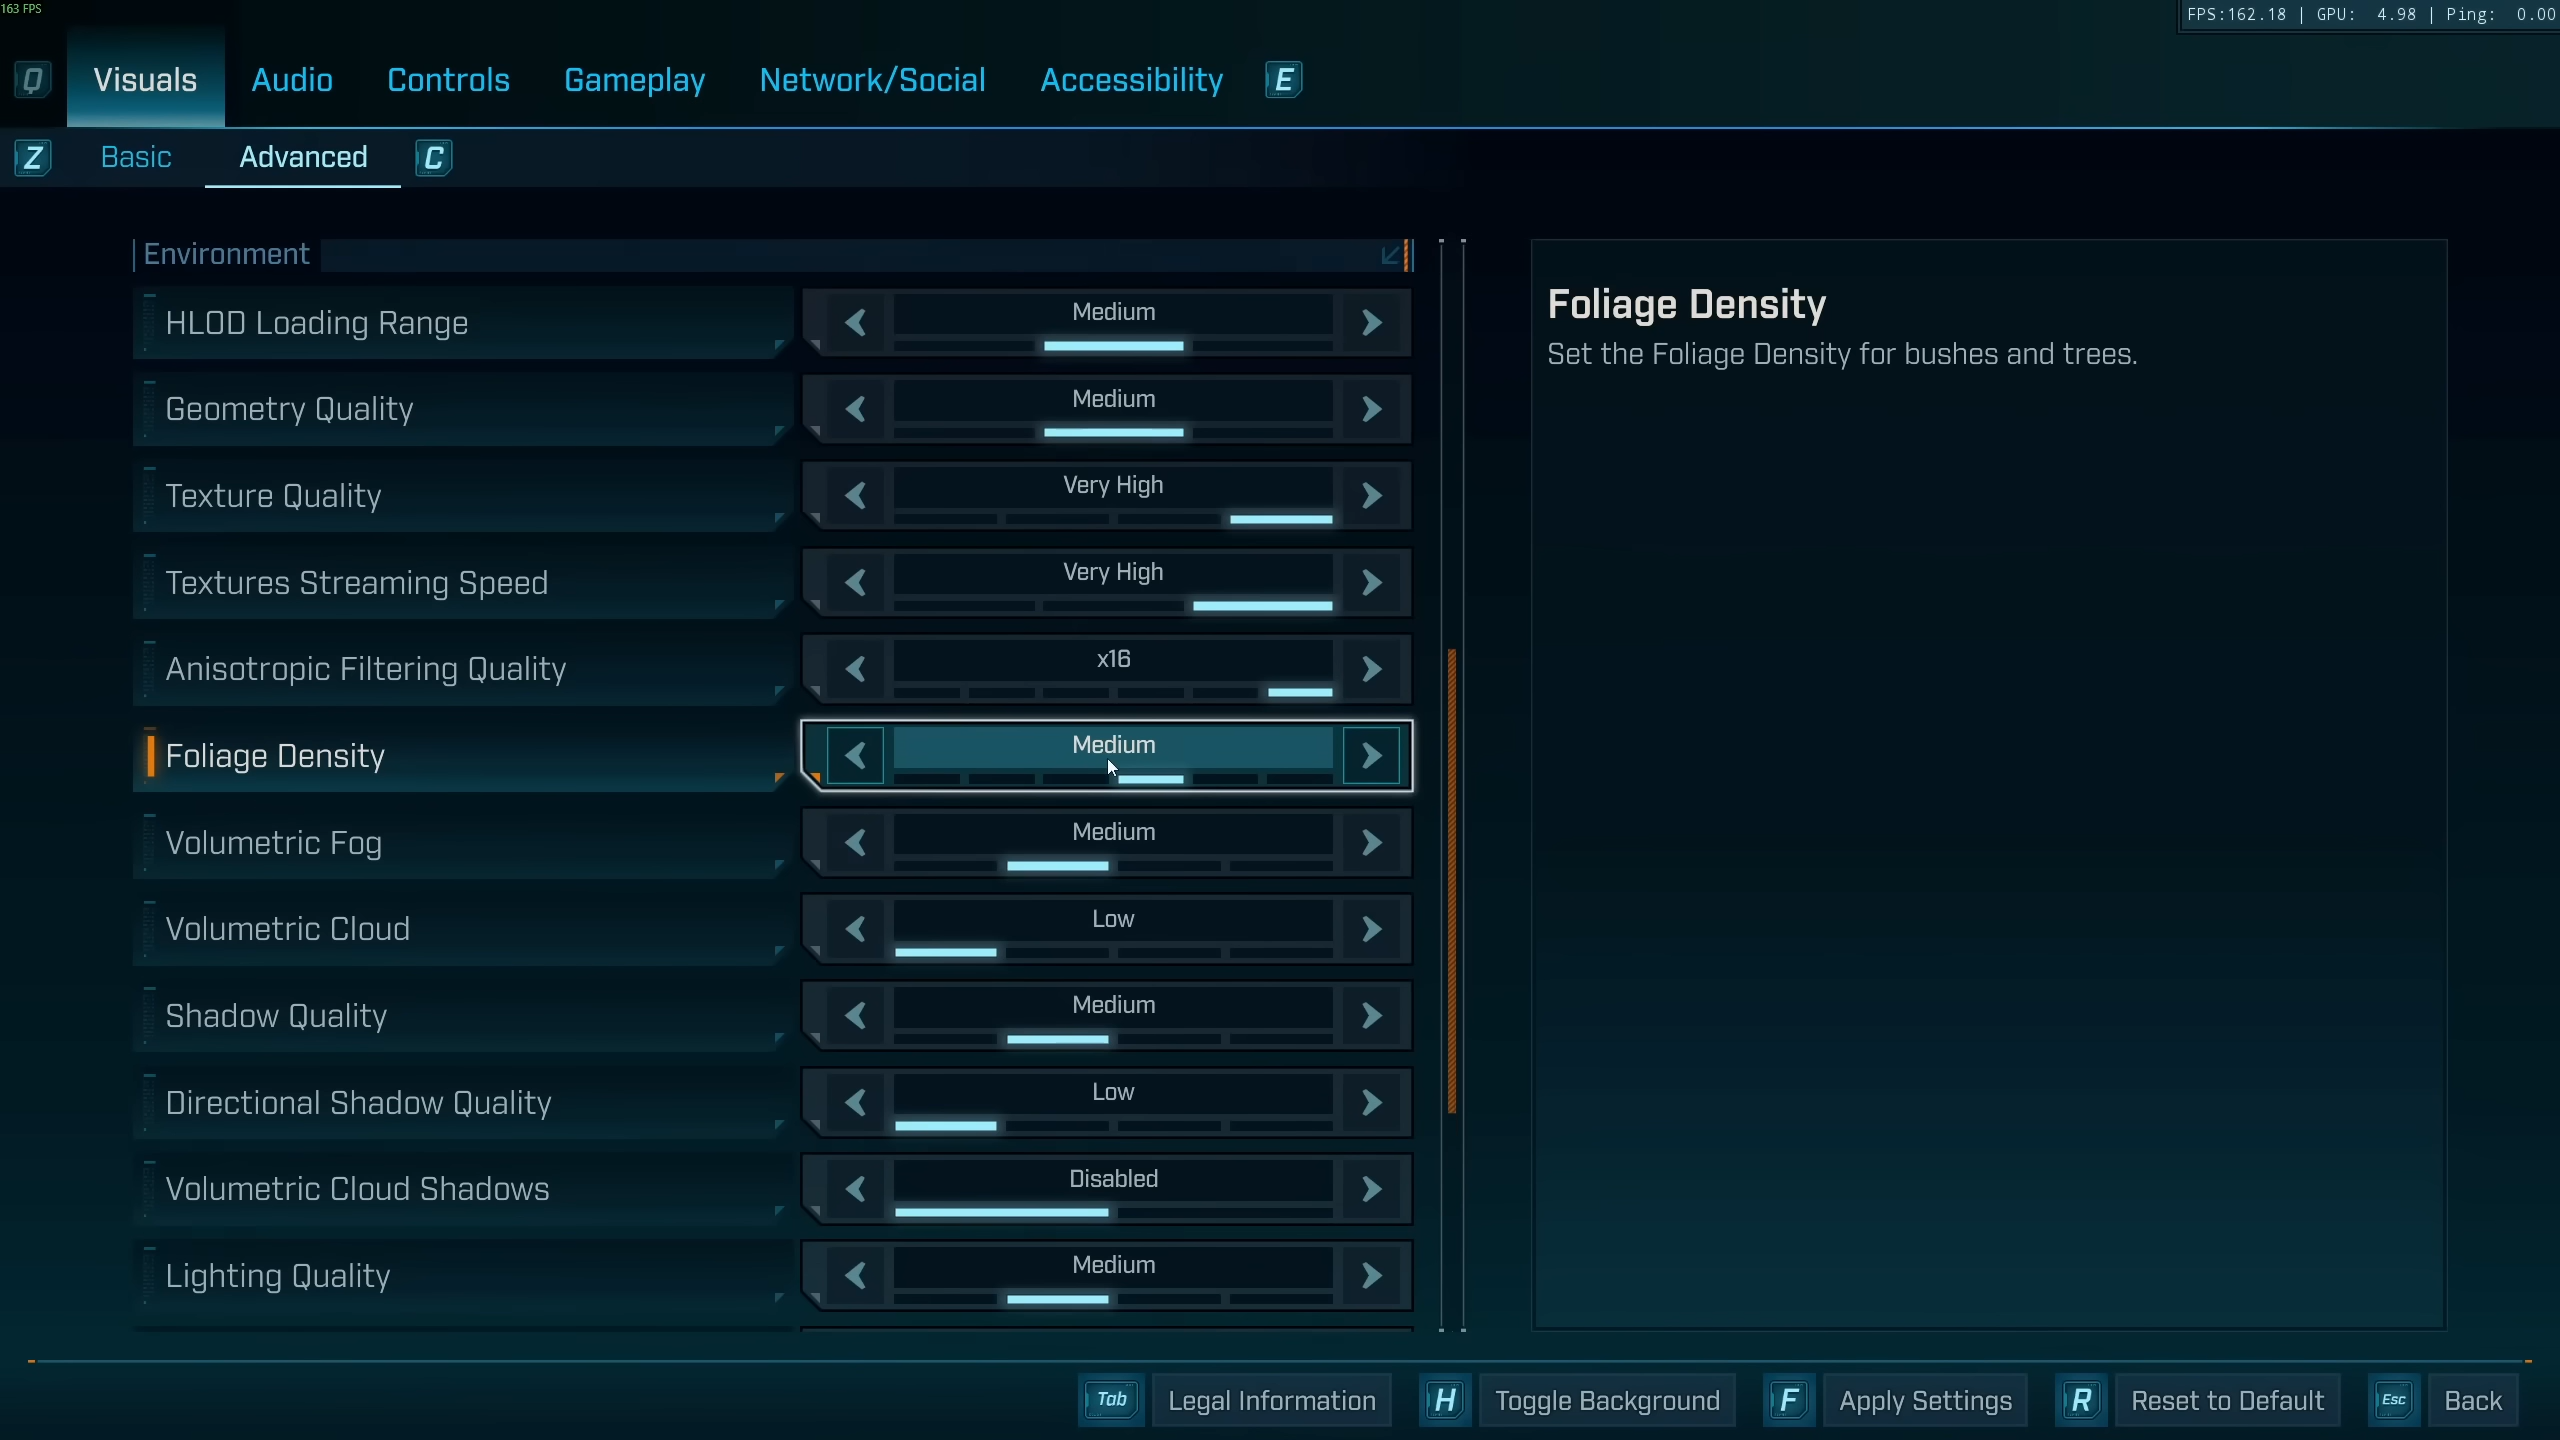 163 FPS
FPS:162.18 | GPU: 4.98 | Ping: 0.00
Q Visuals Audio Controls Gameplay Network/Social Accessibility E
Z Basic Advanced C
Environment
HLOD Loading Range Medium
Geometry Quality Medium
Texture Quality Very High
Textures Streaming Speed Very High
Anisotropic Filtering Quality x16
Foliage Density Medium
Volumetric Fog Medium
Volumetric Cloud Low
Shadow Quality Medium
Directional Shadow Quality Low
Volumetric Cloud Shadows Disabled
Lighting Quality Medium
Foliage Density
Set the Foliage Density for bushes and trees.
Tab Legal Information H Toggle Background F Apply Settings R Reset to Default Esc Back